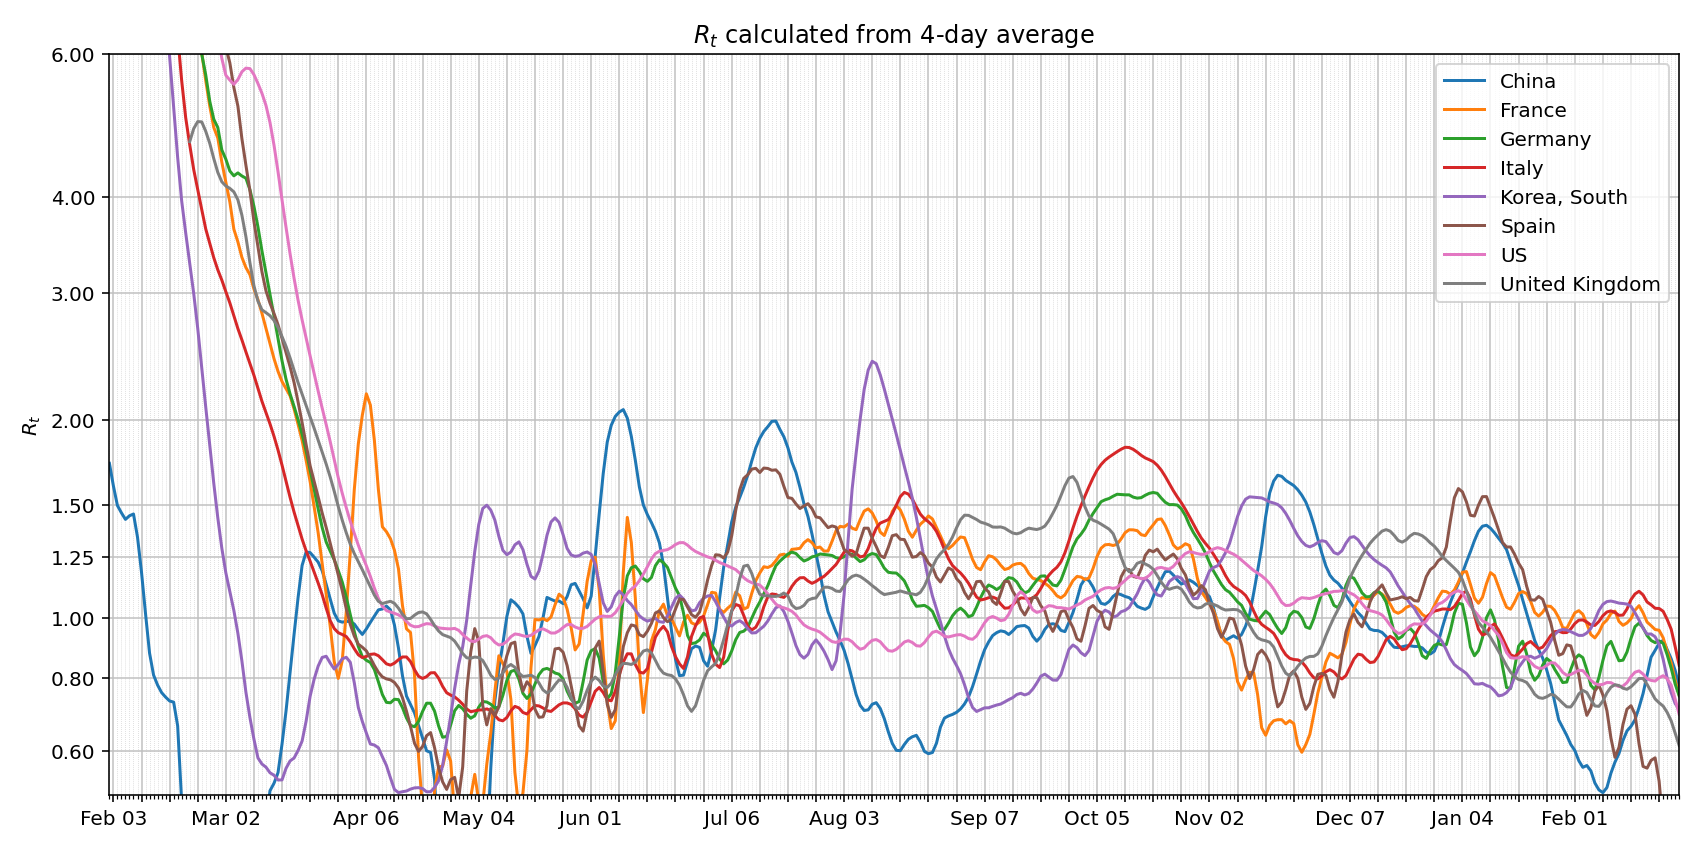 R_t calculated from 4-day average
6.00
4.00
3.00
2.00
1.50
1.25
1.00
0.80
0.60
R_t
China
France
Germany
Italy
Korea, South
Spain
US
United Kingdom
Feb 03 Mar 02 Apr 06 May 04 Jun 01 Jul 06 Aug 03 Sep 07 Oct 05 Nov 02 Dec 07 Jan 04 Feb 01